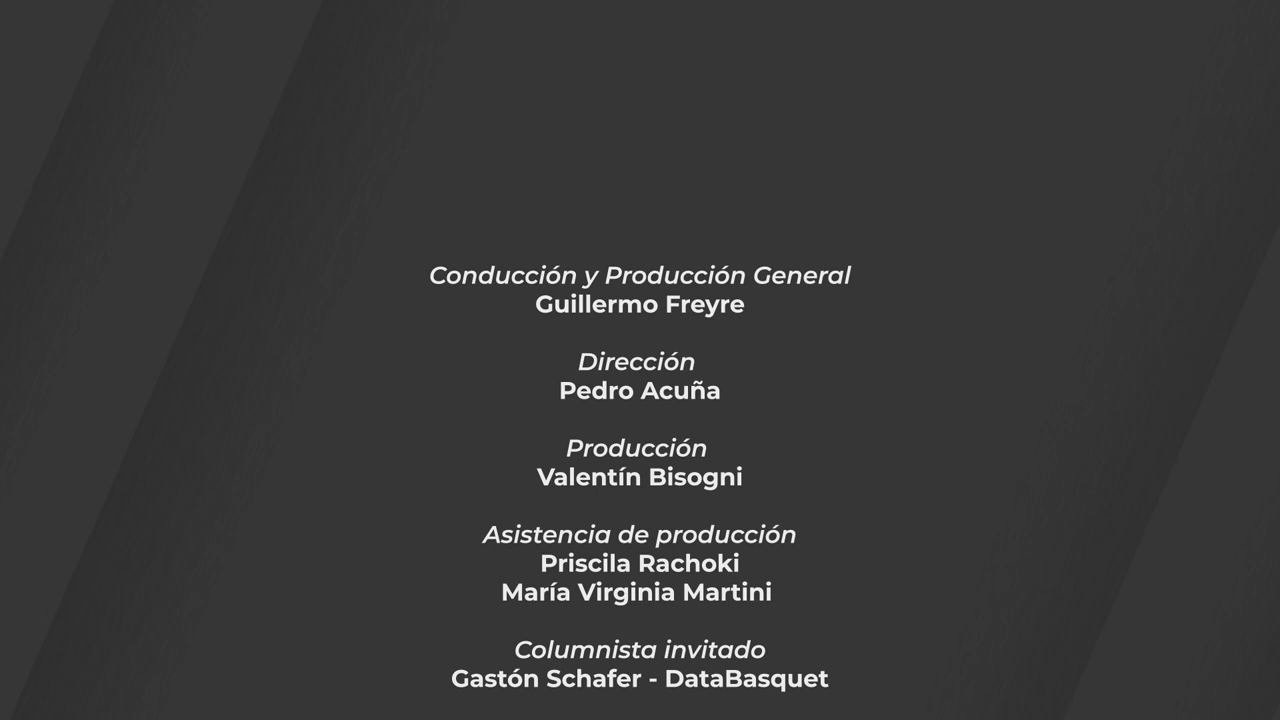 Conducción y Producción General
Guillermo Freyre
Dirección
Pedro Acuña
Producción
Valentín Bisogni
Asistencia de producción
Priscila Rachoki
María Virginia Martini
Columnista invitado
Gastón Schafer - DataBasquet